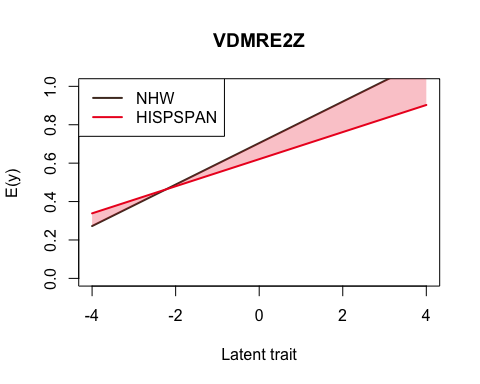 VDMRE2Z
NHW
HISPSPAN
E(y)
1.0
0.8
0.6
0.4
0.2
0.0
-4 -2 0 2 4
Latent trait